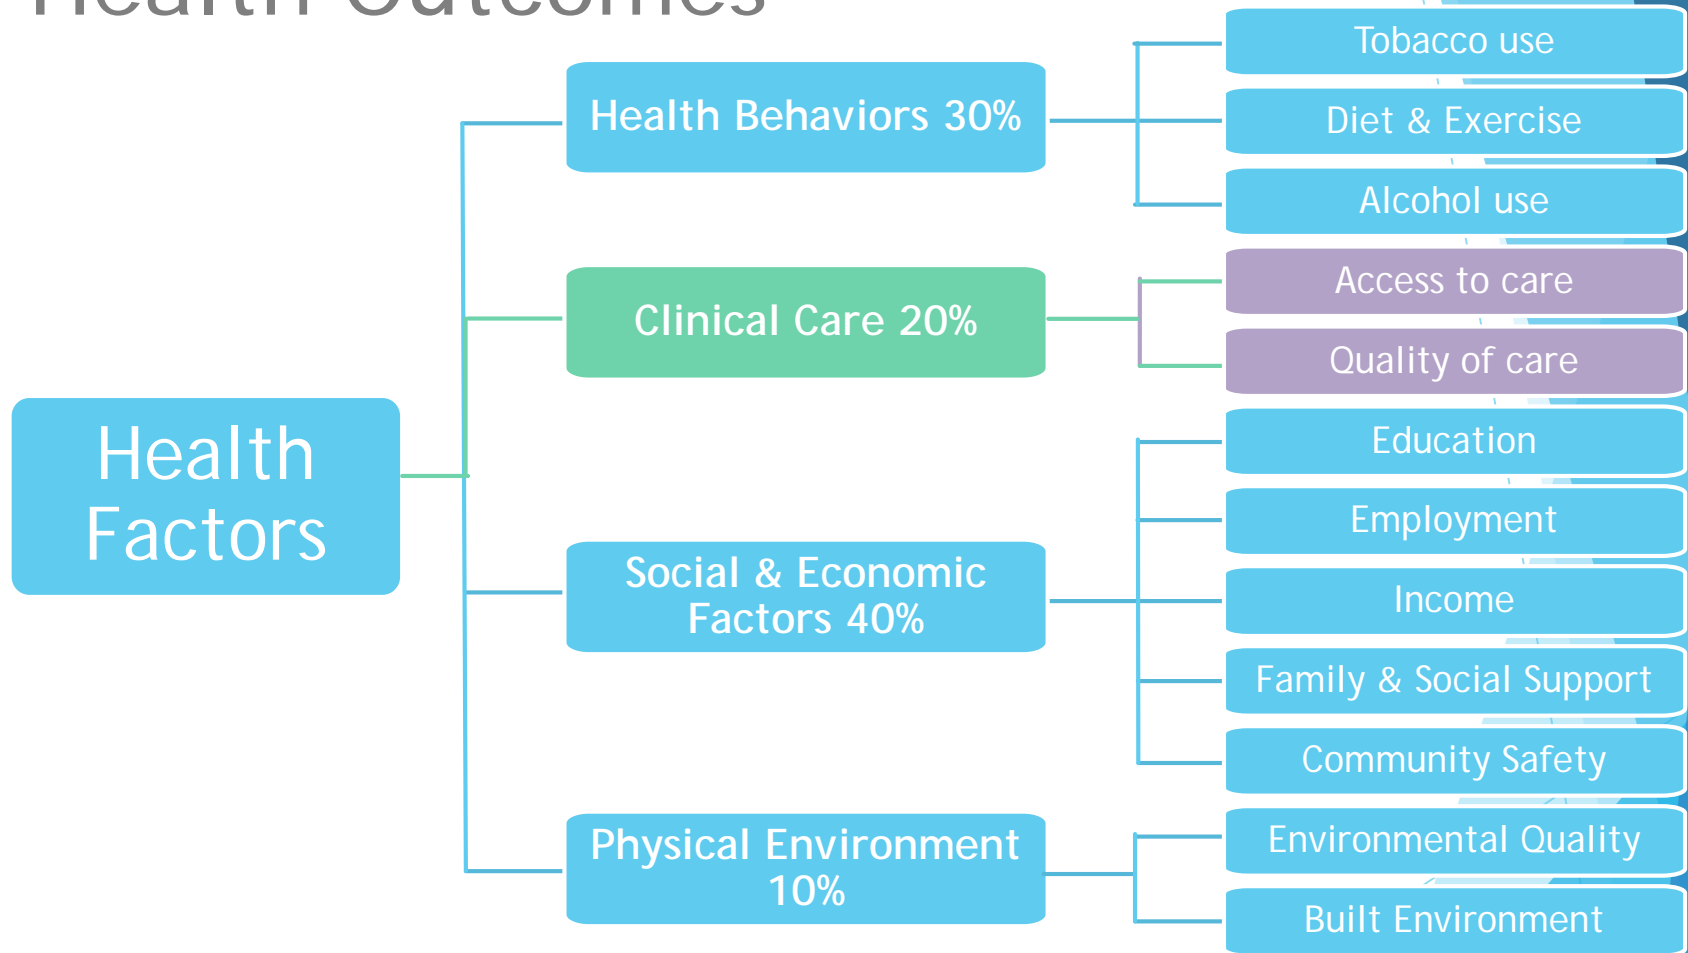 Health Outcomes
Health Behaviors 30%
Tobacco use
Diet & Exercise
Alcohol use
Clinical Care 20%
Access to care
Quality of care
Health
Factors
Social & Economic
Factors 40%
Education
Employment
Income
Family & Social Support
Community Safety
Physical Environment
10%
Environmental Quality
Built Environment